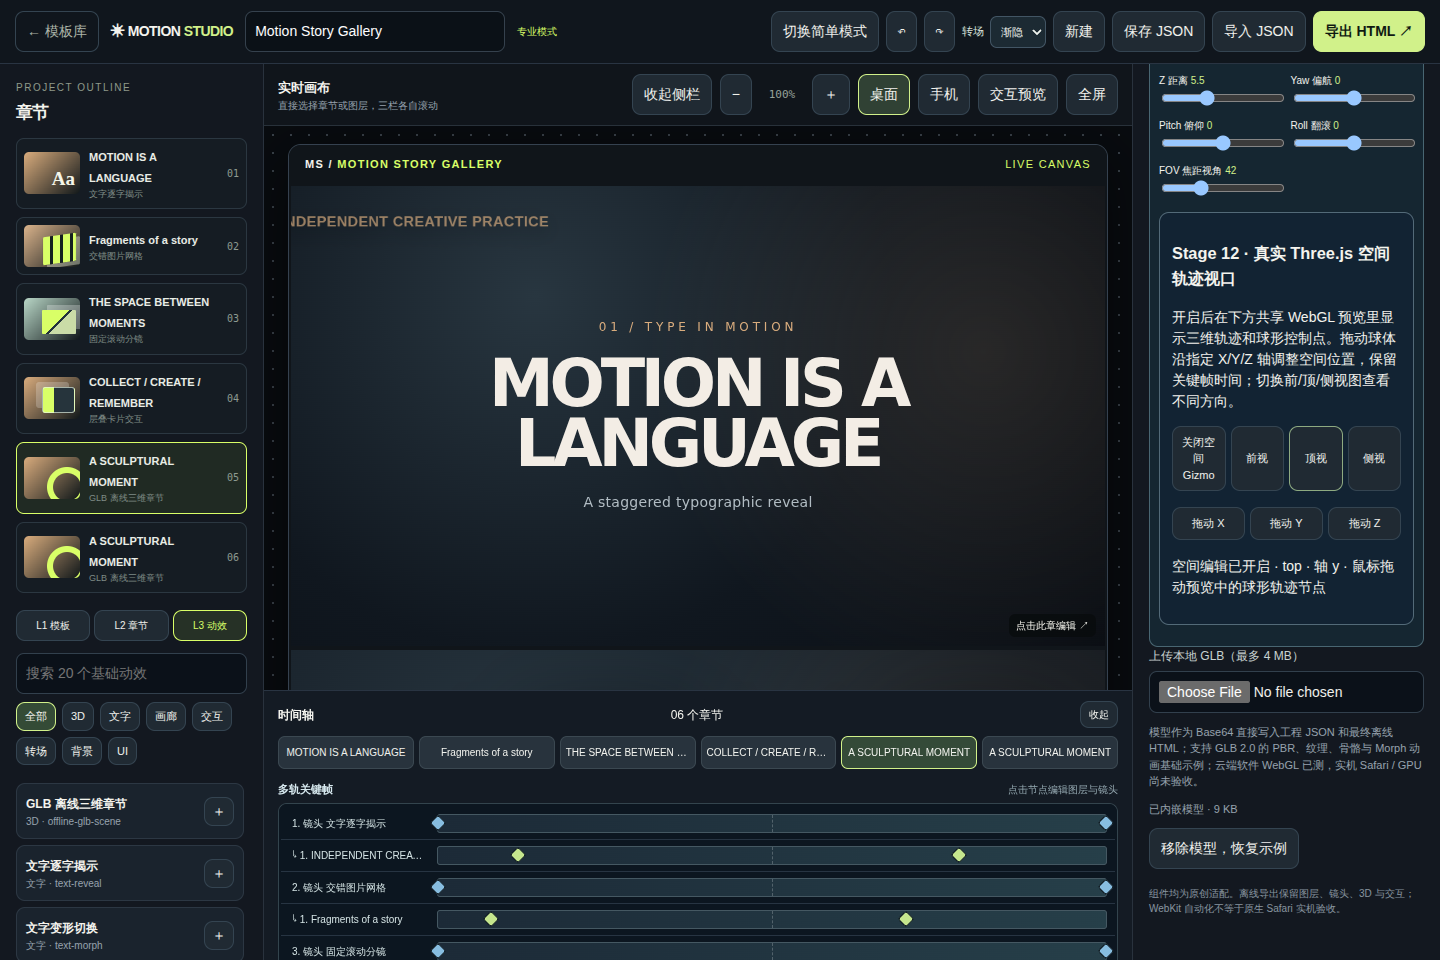 ← 模板库
☀ MOTION STUDIO
Motion Story Gallery
专业模式
切换简单模式
↶
↷
转场
渐隐
新建
保存 JSON
导入 JSON
导出 HTML ↗
PROJECT OUTLINE
章节
Aa
MOTION IS A
LANGUAGE
文字逐字揭示
01
Fragments of a story
交错图片网格
02
THE SPACE BETWEEN
MOMENTS
固定滚动分镜
03
COLLECT / CREATE /
REMEMBER
层叠卡片交互
04
A SCULPTURAL
MOMENT
GLB 离线三维章节
05
A SCULPTURAL
MOMENT
GLB 离线三维章节
06
L1 模板
L2 章节
L3 动效
搜索 20 个基础动效
全部
3D
文字
画廊
交互
转场
背景
UI
GLB 离线三维章节
3D · offline-glb-scene
+
文字逐字揭示
文字 · text-reveal
+
文字变形切换
文字 · text-morph
+
实时画布
直接选择章节或图层，三栏各自滚动
收起侧栏
−
100%
+
桌面
手机
交互预览
全屏
MS / MOTION STORY GALLERY
LIVE CANVAS
NDEPENDENT CREATIVE PRACTICE
01 / TYPE IN MOTION
MOTION IS A
LANGUAGE
A staggered typographic reveal
点击此章编辑 ↗
时间轴
06 个章节
收起
MOTION IS A LANGUAGE
Fragments of a story
THE SPACE BETWEEN ...
COLLECT / CREATE / R...
A SCULPTURAL MOMENT
A SCULPTURAL MOMENT
多轨关键帧
点击节点编辑图层与镜头
1. 镜头 文字逐字揭示
└ 1. INDEPENDENT CREA...
2. 镜头 交错图片网格
└ 1. Fragments of a story
3. 镜头 固定滚动分镜
Z 距离 5.5
Yaw 偏航 0
Pitch 俯仰 0
Roll 翻滚 0
FOV 焦距视角 42
Stage 12 · 真实 Three.js 空间
轨迹视口
开启后在下方共享 WebGL 预览里显
示三维轨迹和球形控制点。拖动球体
沿指定 X/Y/Z 轴调整空间位置，保留
关键帧时间；切换前/顶/侧视图查看
不同方向。
关闭空
间
Gizmo
前视
顶视
侧视
拖动 X
拖动 Y
拖动 Z
空间编辑已开启 · top · 轴 y · 鼠标拖
动预览中的球形轨迹节点
上传本地 GLB（最多 4 MB）
Choose File No file chosen
模型作为 Base64 直接写入工程 JSON 和最终离线
HTML；支持 GLB 2.0 的 PBR、纹理、骨骼与 Morph 动
画基础示例；云端软件 WebGL 已测，实机 Safari / GPU
尚未验收。
已内嵌模型 · 9 KB
移除模型，恢复示例
组件均为原创适配。离线导出保留图层、镜头、3D 与交互；
WebKit 自动化不等于原生 Safari 实机验收。